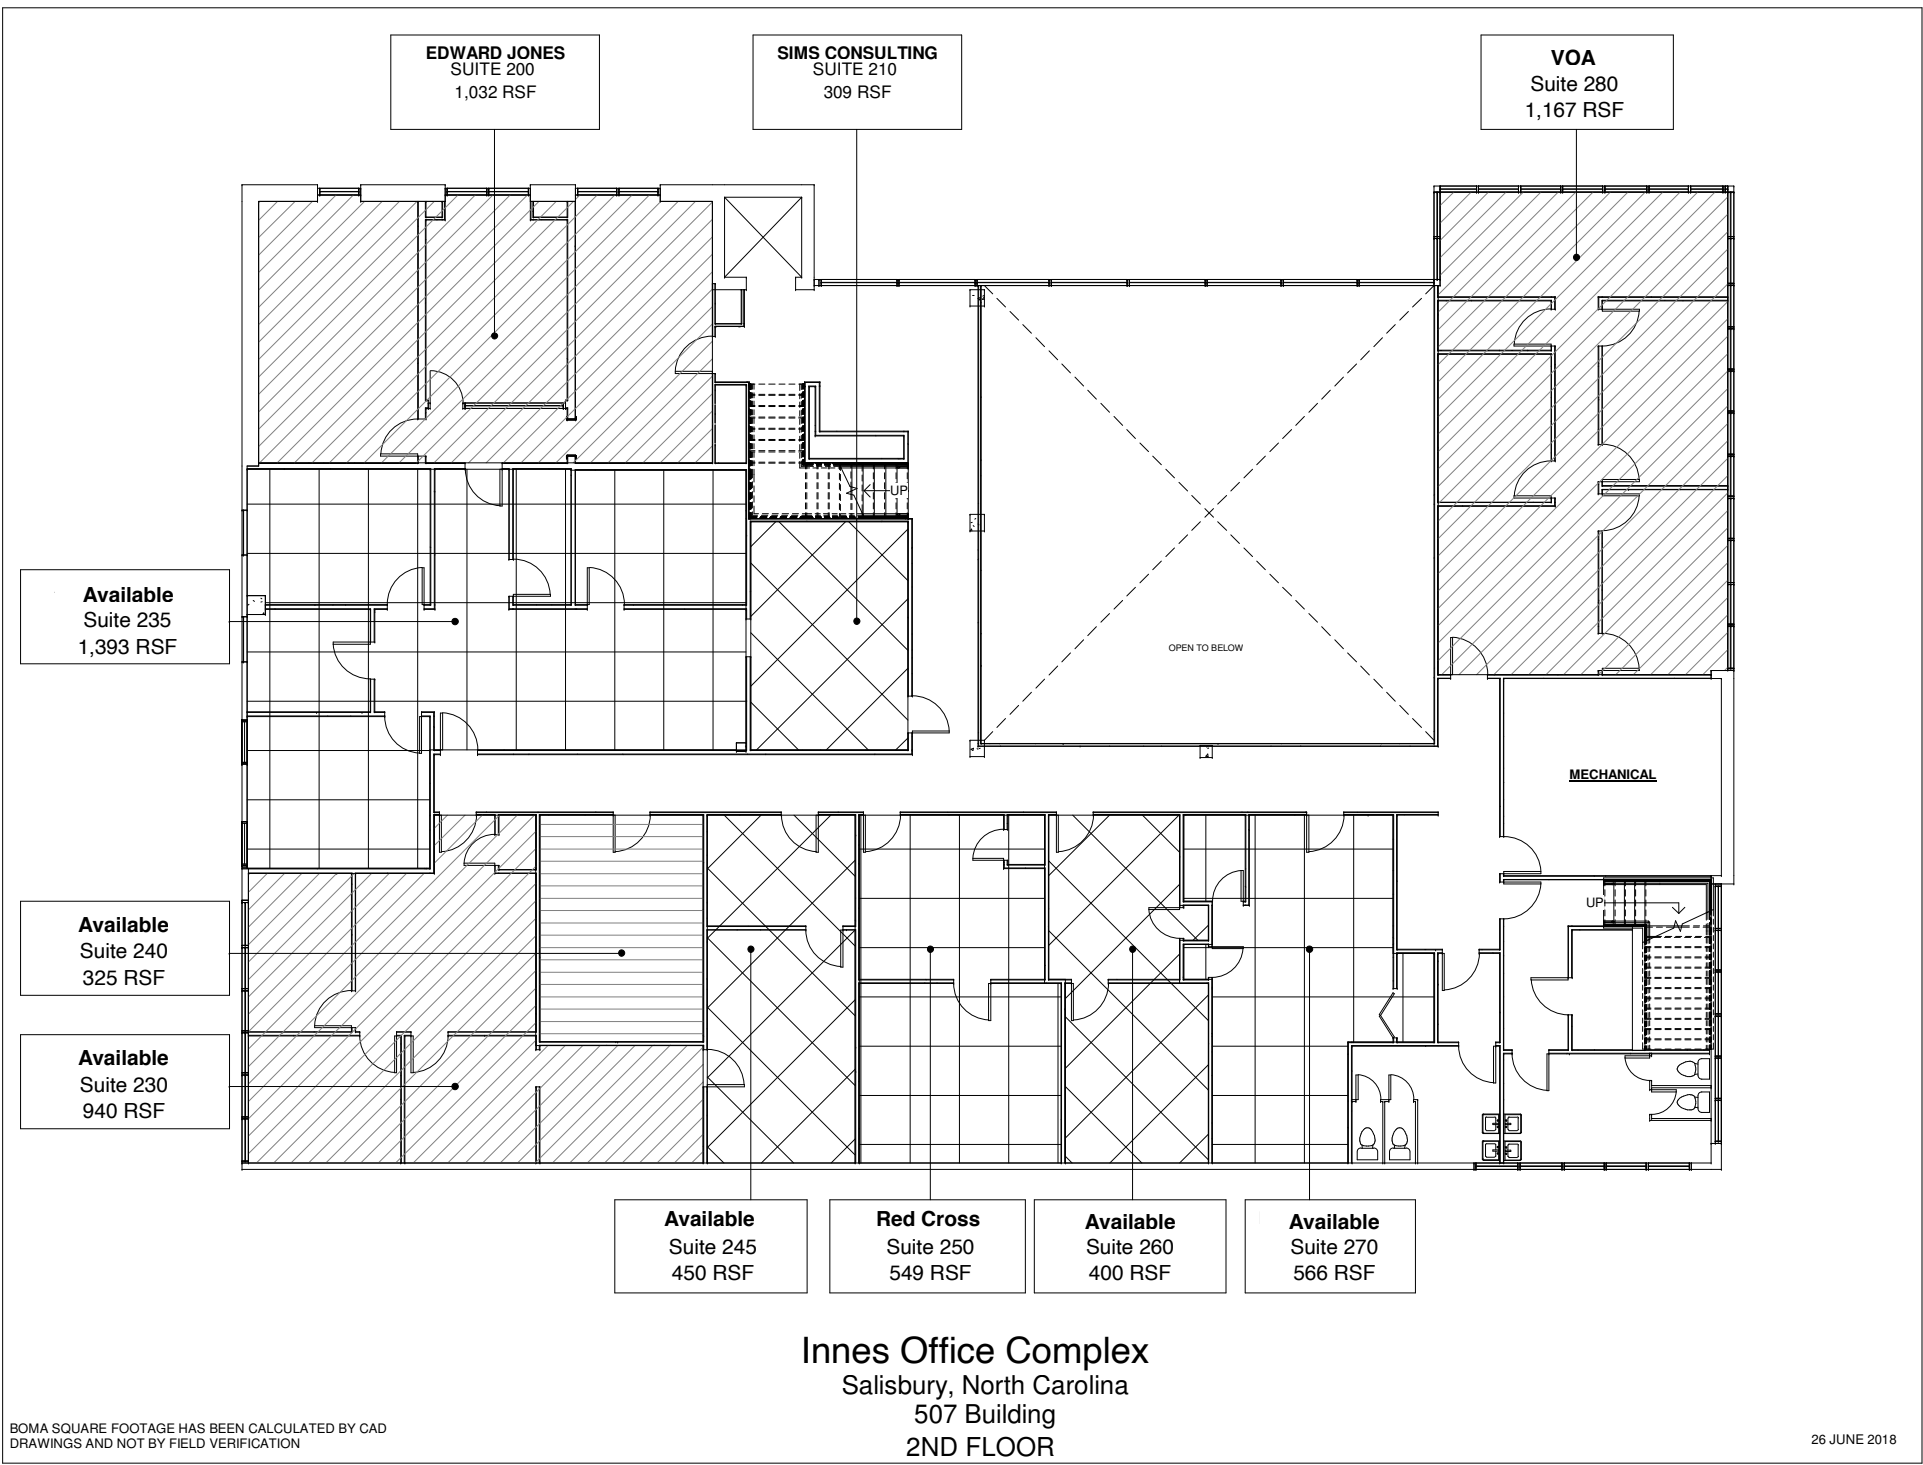 EDWARD JONES
SUITE 200
1,032 RSF
SIMS CONSULTING
SUITE 210
309 RSF
VOA
Suite 280
1,167 RSF
UP
Available
Suite 235
1,393 RSF
OPEN TO BELOW
MECHANICAL
UP
Available
Suite 240
325 RSF
Available
Suite 230
940 RSF
Available
Suite 245
450 RSF
Red Cross
Suite 250
549 RSF
Available
Suite 260
400 RSF
Available
Suite 270
566 RSF
Innes Office Complex
Salisbury, North Carolina
507 Building
2ND FLOOR
BOMA SQUARE FOOTAGE HAS BEEN CALCULATED BY CAD
DRAWINGS AND NOT BY FIELD VERIFICATION
26 JUNE 2018